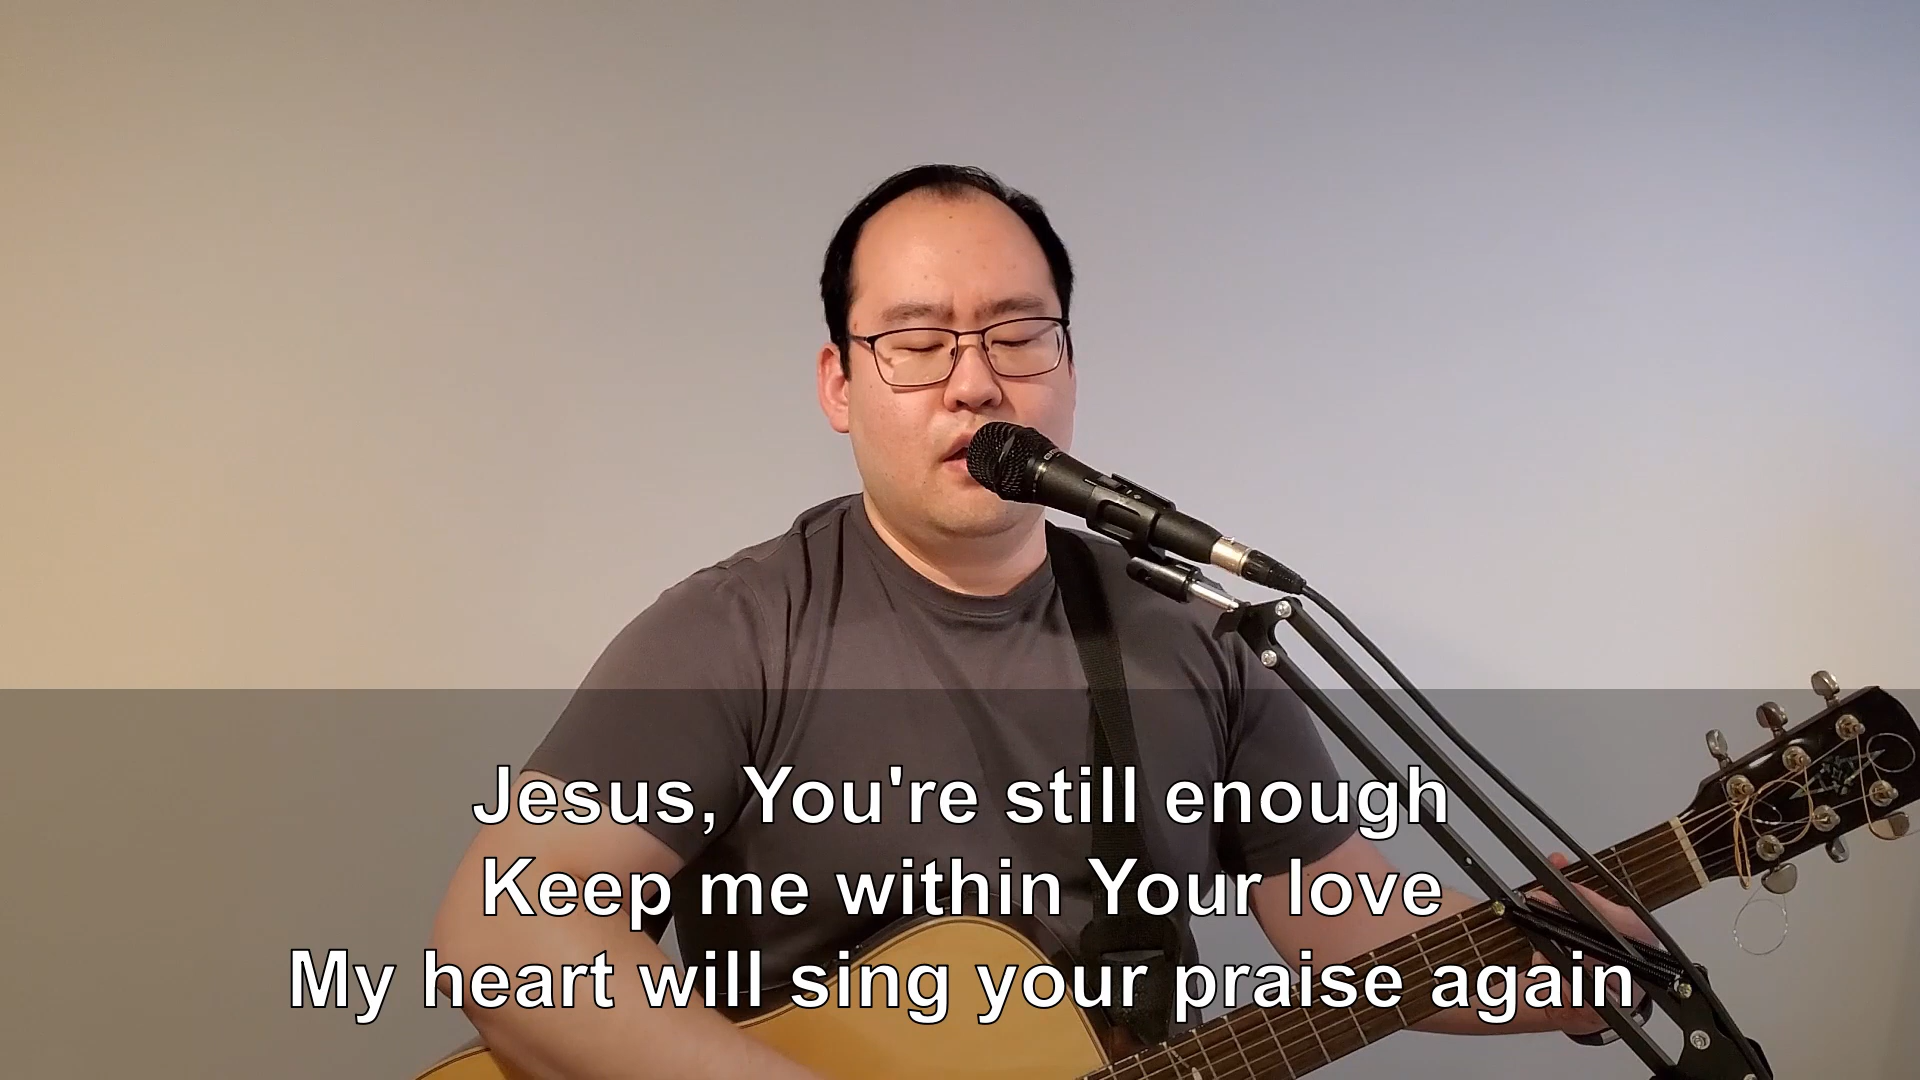 Jesus, You're still enough
Keep me within Your love
My heart will sing your praise again